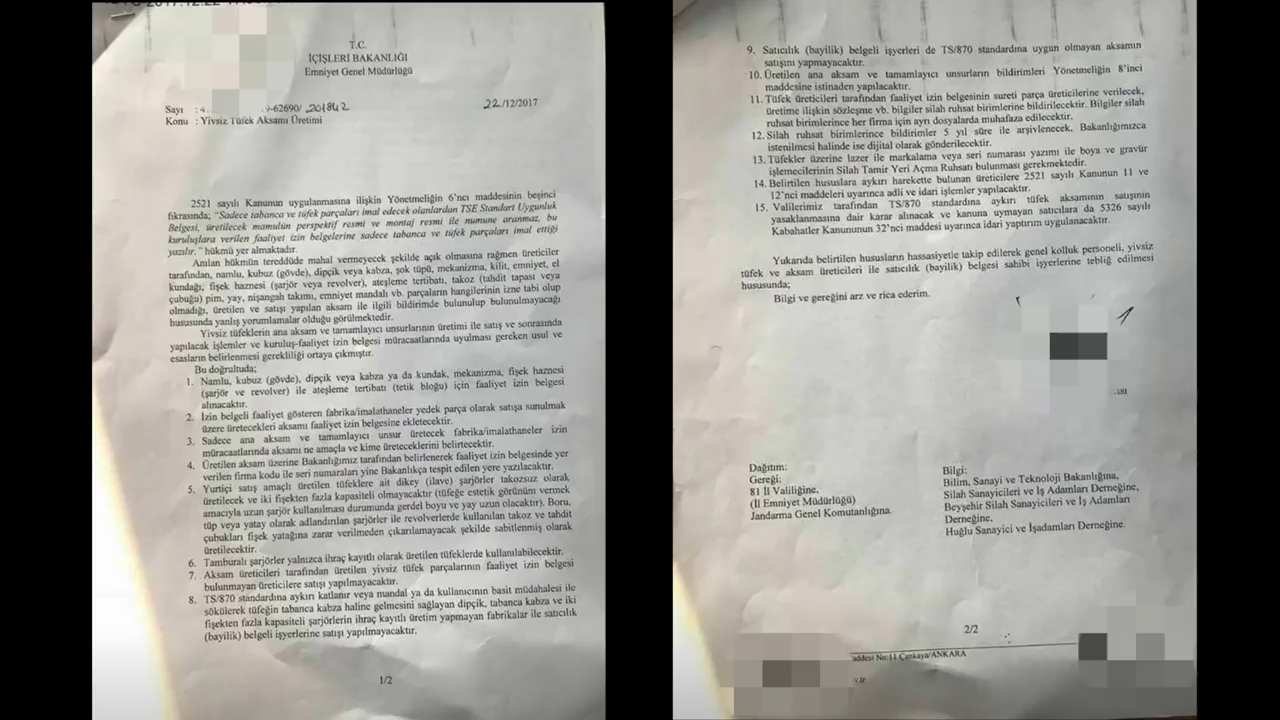 T.C.
İÇİŞLERİ BAKANLIĞI
Emniyet Genel Müdürlüğü
Sayı : 4. 9-62690/ 201842
22/12/2017
Konu : Yivsiz Tüfek Aksamı Üretimi
2521 sayılı Kanunun uygulanmasına ilişkin Yönetmeliğin 6'ncı maddesinin beşinci
fıkrasında; "Sadece tabanca ve tüfek parçaları imal edecek olanlardan TSE Standart Uygunluk
Belgesi, üretilecek mamulün perspektif resmi ve montaj resmi ile numune aranmaz, bu
kuruluşlara verilen faaliyet izin belgelerine sadece tabanca ve tüfek parçaları imal ettiği
yazılır." hükmü yer almaktadır.
Anılan hükmün tereddüde mahal vermeyecek şekilde açık olmasına rağmen üreticiler
tarafından, namlu, kubuz (gövde), dipçik veya kabza, şok tüpü, mekanizma, kilit, emniyet, el
kundağı, fişek haznesi (şarjör veya revolver), ateşleme tertibatı, takoz (tahdit tapası veya
çubuğu) pim, yay, nişangah takımı, emniyet mandalı vb. parçaların hangilerinin izne tabi olup
olmadığı, üretilen ve satışı yapılan aksam ile ilgili bildirimde bulunulup bulunulmayacağı
hususunda yanlış yorumlamalar olduğu görülmektedir.
Yivsiz tüfeklerin ana aksam ve tamamlayıcı unsurlarının üretimi ile satış ve sonrasında
yapılacak işlemler ve kuruluş-faaliyet izin belgesi müracaatlarında uyulması gereken usul ve
esasların belirlenmesi gerekliliği ortaya çıkmıştır.
Bu doğrultuda;
1. Namlu, kubuz (gövde), dipçik veya kabza ya da kundak, mekanizma, fişek haznesi
(şarjör ve revolver) ile ateşleme tertibatı (tetik bloğu) için faaliyet izin belgesi
alınacaktır.
2. İzin belgeli faaliyet gösteren fabrika/imalathaneler yedek parça olarak satışa sunulmak
üzere üretecekleri aksamı faaliyet izin belgesine ekletecektir.
3. Sadece ana aksam ve tamamlayıcı unsur üretecek fabrika/imalathaneler izin
müracaatlarında aksamı ne amaçla ve kime üreteceklerini belirtecektir.
4. Üretilen aksam üzerine Bakanlığımız tarafından belirlenerek faaliyet izin belgesinde yer
verilen firma kodu ile seri numaraları yine Bakanlıkça tespit edilen yere yazılacaktır.
5. Yurtiçi satış amaçlı üretilen tüfeklere ait dikey (ilave) şarjörler takozsuz olarak
üretilecek ve iki fişekten fazla kapasiteli olmayacaktır (tüfeğe estetik görünüm vermek
amacıyla uzun şarjör kullanılması durumunda gerdel boyu ve yay uzun olacaktır). Boru,
tüp veya yatay olarak adlandırılan şarjörler ile revolverlerde kullanılan takoz ve tahdit
çubukları fişek yatağına zarar verilmeden çıkarılamayacak şekilde sabitlenmiş olarak
üretilecektir.
6. Tamburalı şarjörler yalnızca ihraç kayıtlı olarak üretilen tüfeklerde kullanılabilecektir.
7. Aksam üreticileri tarafından üretilen yivsiz tüfek parçalarının faaliyet izin belgesi
bulunmayan üreticilere satışı yapılmayacaktır.
8. TS/870 standardına aykırı katlanır veya mandal ya da kullanıcının basit müdahalesi ile
sökülerek tüfeğin tabanca kabza haline gelmesini sağlayan dipçik, tabanca kabza ve iki
fişekten fazla kapasiteli şarjörlerin ihraç kayıtlı üretim yapmayan fabrikalar ile satıcılık
(bayilik) belgeli işyerlerine satışı yapılmayacaktır.
1/2
9. Satıcılık (bayilik) belgeli işyerleri de TS/870 standardına uygun olmayan aksamın
satışını yapmayacaktır.
10. Üretilen ana aksam ve tamamlayıcı unsurların bildirimleri Yönetmeliğin 8'inci
maddesine istinaden yapılacaktır.
11. Tüfek üreticileri tarafından faaliyet izin belgesinin sureti parça üreticilerine verilecek,
üretime ilişkin sözleşme vb. bilgiler silah ruhsat birimlerine bildirilecektir. Bilgiler silah
ruhsat birimlerince her firma için ayrı dosyalarda muhafaza edilecektir.
12. Silah ruhsat birimlerince bildirimler 5 yıl süre ile arşivlenecek, Bakanlığımızca
istenilmesi halinde ise dijital olarak gönderilecektir.
13. Tüfekler üzerine lazer ile markalama veya seri numarası yazımı ile boya ve gravür
işlemecilerinin Silah Tamir Yeri Açma Ruhsatı bulunması gerekmektedir.
14. Belirtilen hususlara aykırı harekette bulunan üreticilere 2521 sayılı Kanunun 11 ve
12'nci maddeleri uyarınca adli ve idari işlemler yapılacaktır.
15. Valilerimiz tarafından TS/870 standardına aykırı tüfek aksamının satışının
yasaklanmasına dair karar alınacak ve kanuna uymayan satıcılara da 5326 sayılı
Kabahatler Kanununun 32'nci maddesi uyarınca idari yaptırım uygulanacaktır.
Yukarıda belirtilen hususların hassasiyetle takip edilerek genel kolluk personeli, yivsiz
tüfek ve aksam üreticileri ile satıcılık (bayilik) belgesi sahibi işyerlerine tebliğ edilmesi
hususunda;
Bilgi ve gereğini arz ve rica ederim.
Dağıtım:
Gereği:
81 İl Valiliğine.
(İl Emniyet Müdürlüğü)
Jandarma Genel Komutanlığına.
Bilgi:
Bilim, Sanayi ve Teknoloji Bakanlığına,
Silah Sanayicileri ve İş Adamları Derneğine,
Beyşehir Silah Sanayicileri ve İş Adamları
Derneğine,
Huğlu Sanayici ve İşadamları Derneğine.
2/2
addesi No:11 Çankaya/ANKARA
v.tr